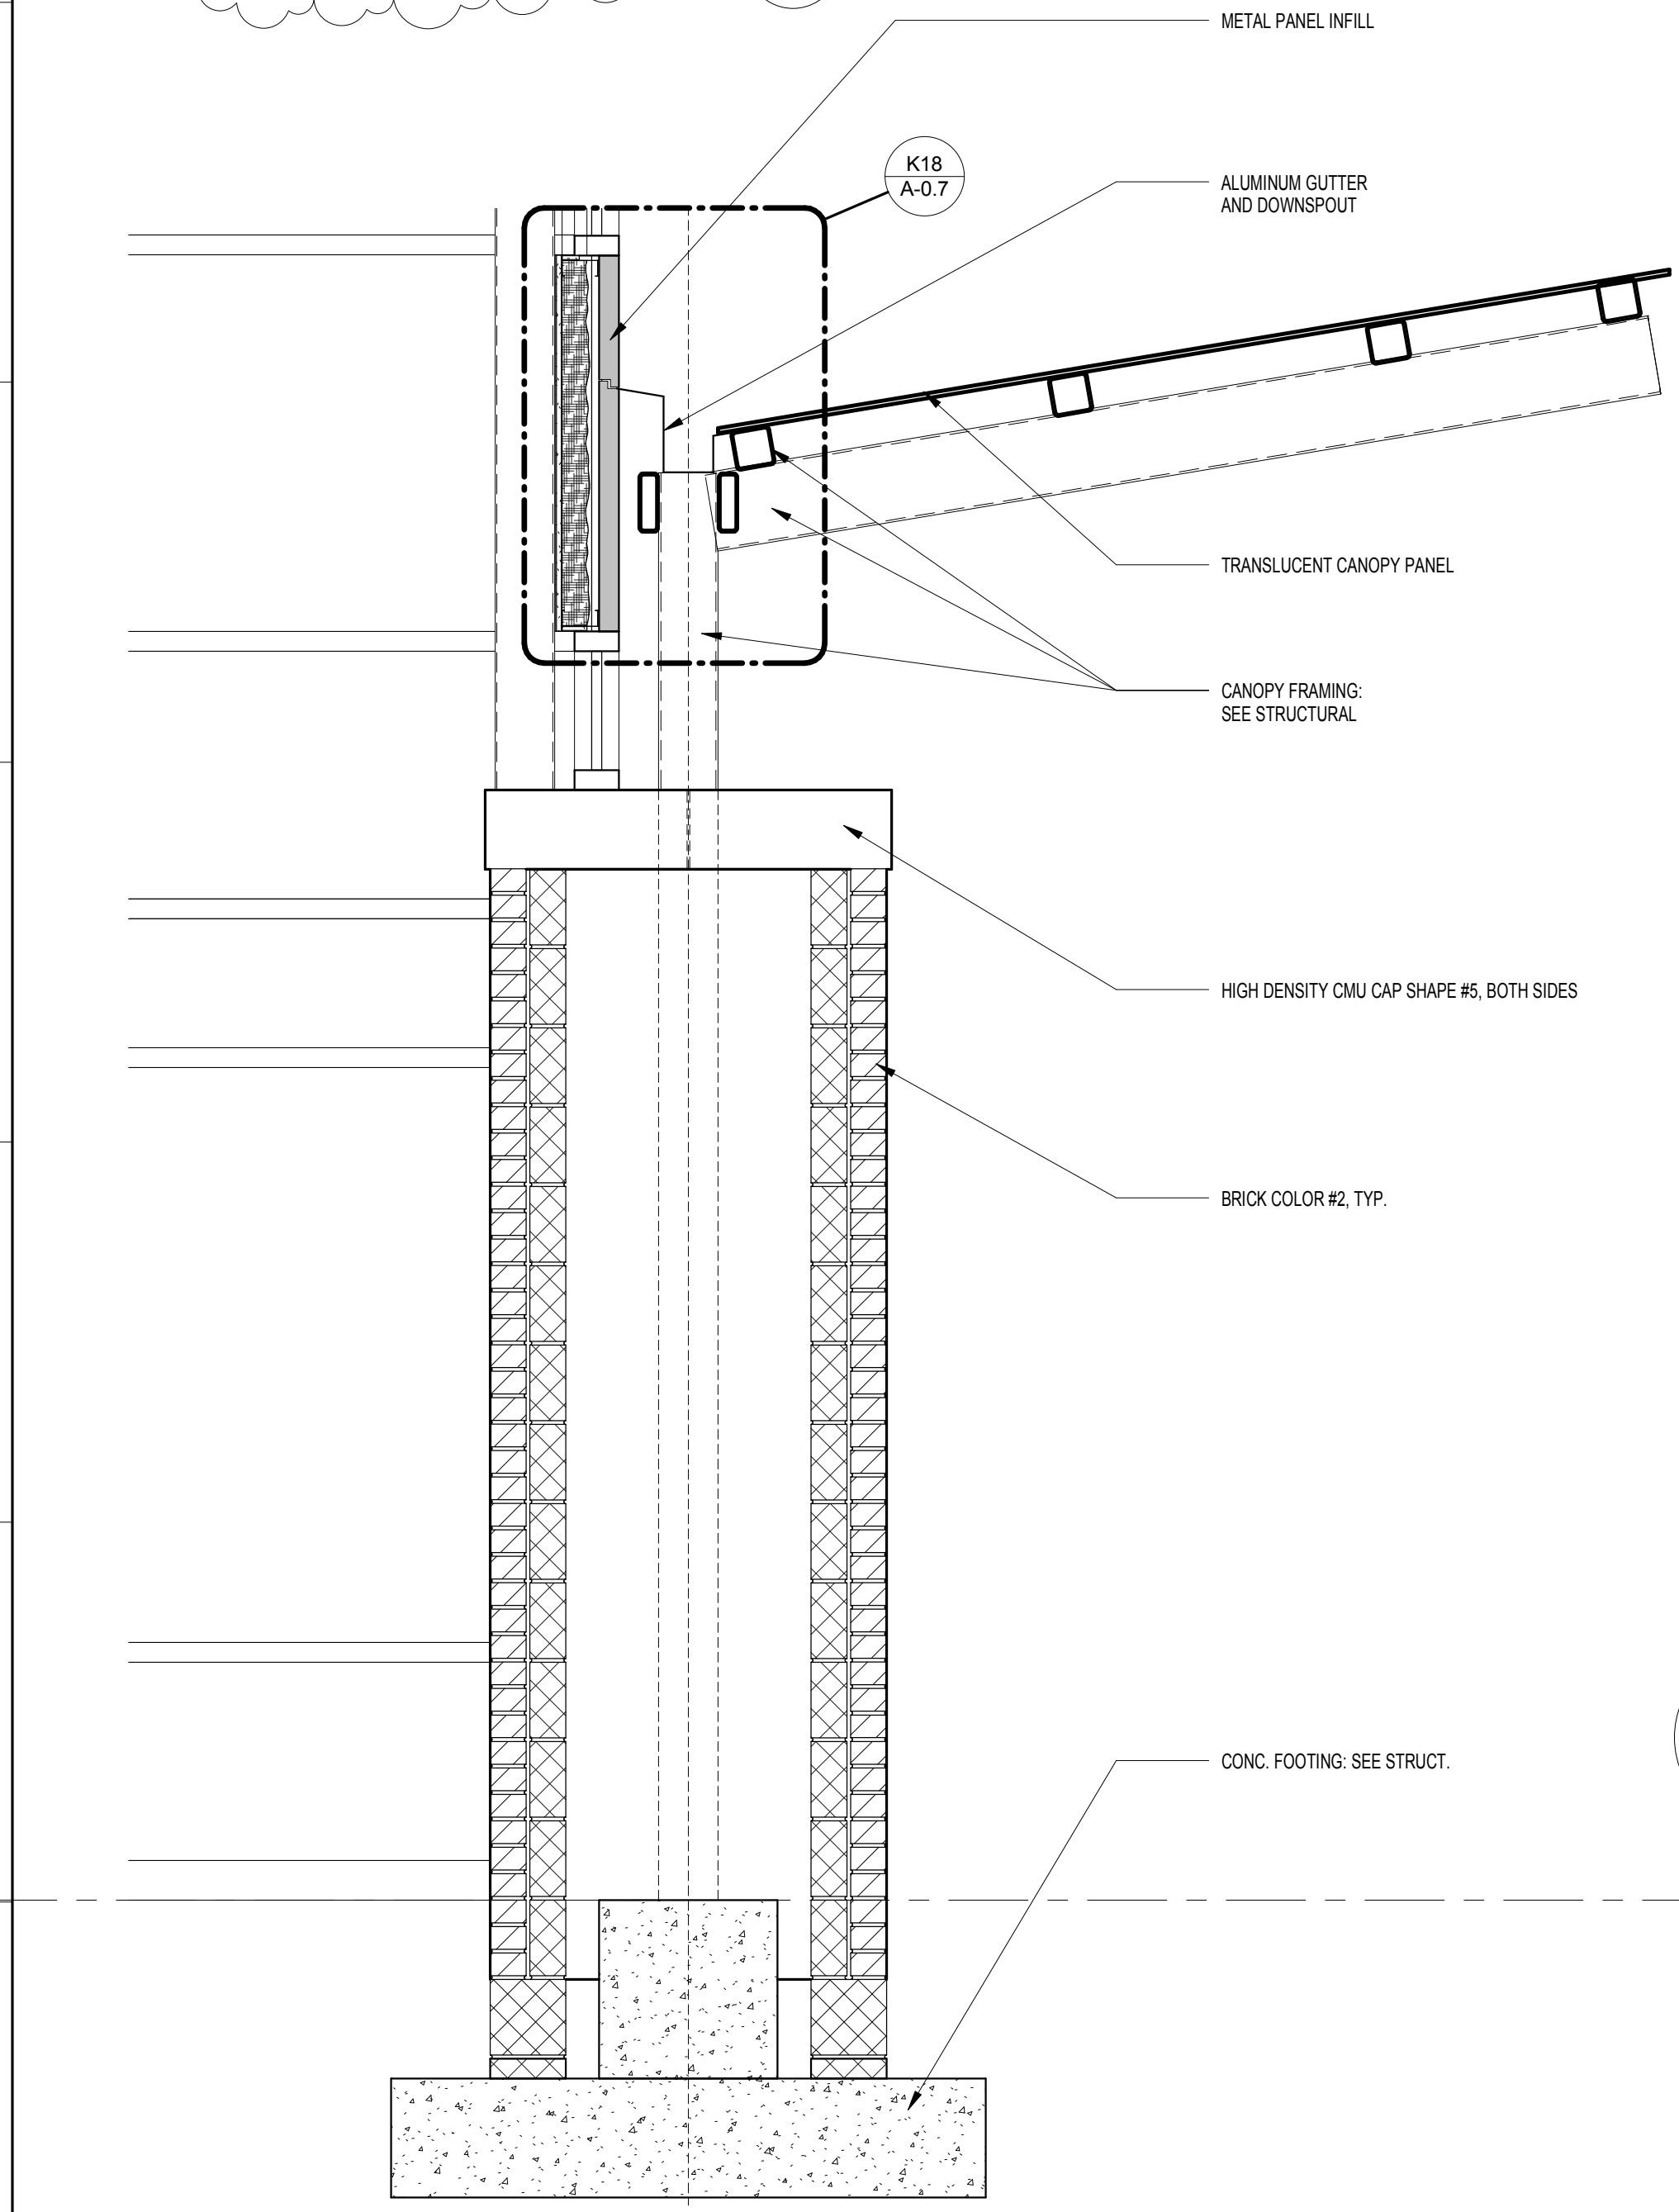 METAL PANEL INFILL
K18
A-0.7
ALUMINUM GUTTER
AND DOWNSPOUT
TRANSLUCENT CANOPY PANEL
CANOPY FRAMING:
SEE STRUCTURAL
HIGH DENSITY CMU CAP SHAPE #5, BOTH SIDES
BRICK COLOR #2, TYP.
CONC. FOOTING: SEE STRUCT.